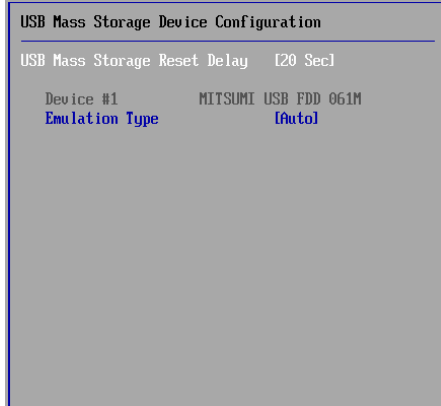 USB Mass Storage Device Configuration
USB Mass Storage Reset Delay [20 Sec]
Device #1 MITSUMI USB FDD 061M
Emulation Type [Auto]